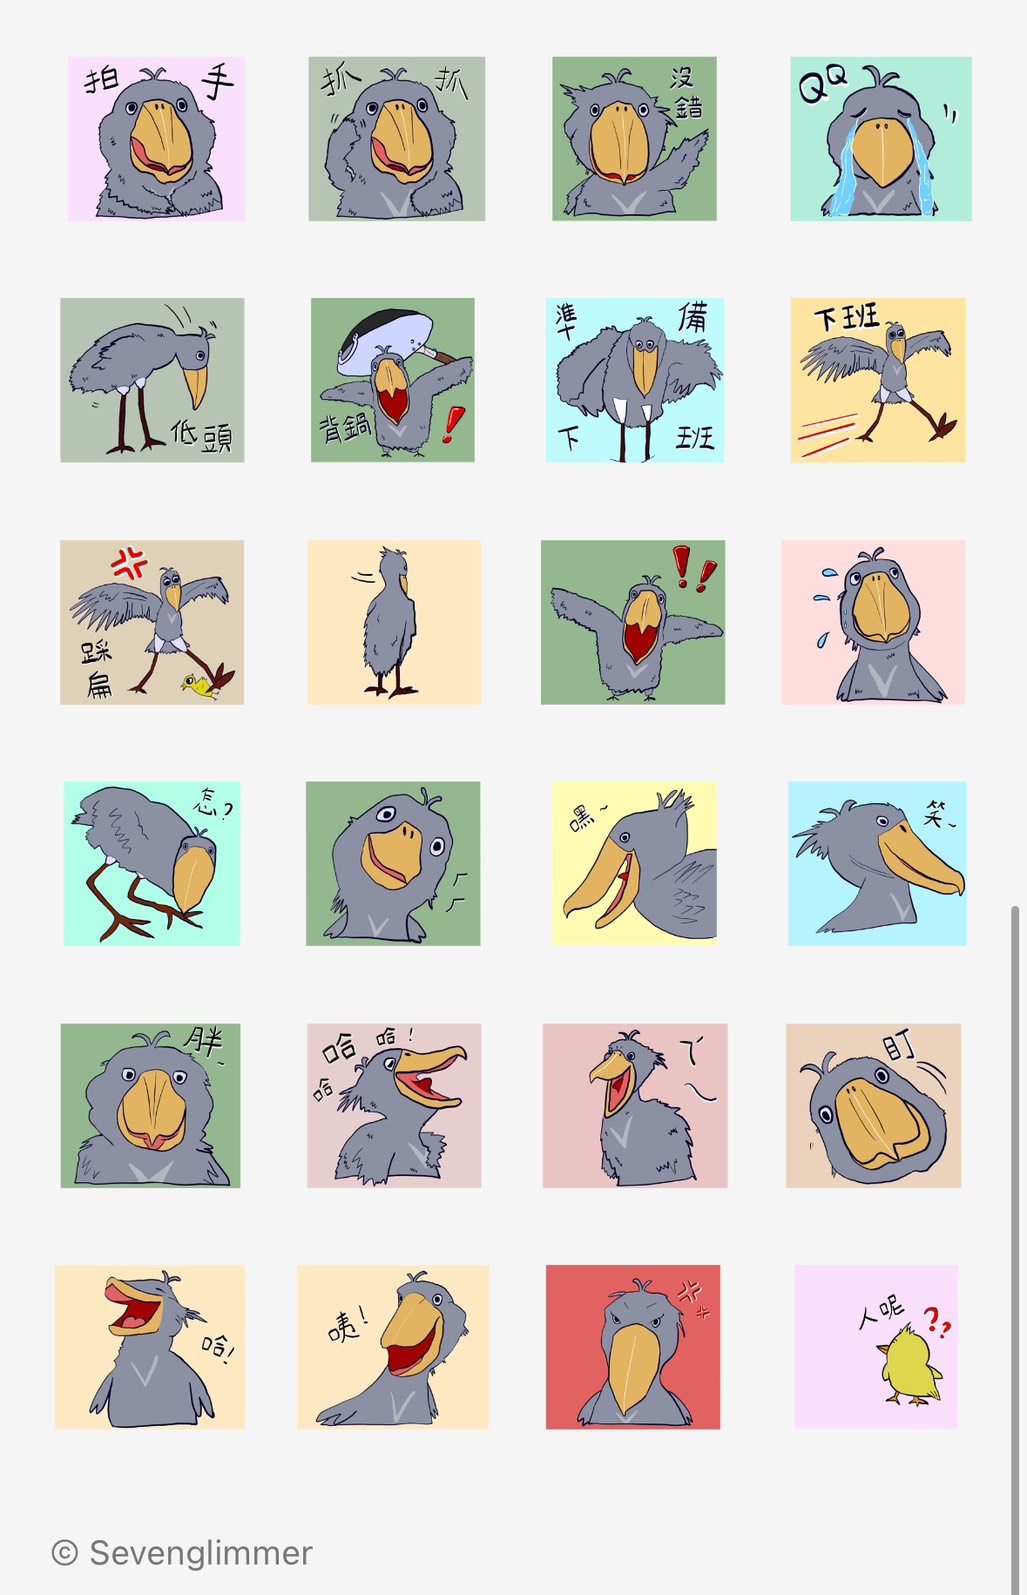 拍手
抓 抓
沒
錯
QQ
低頭
背鍋
準備
下班
下班
踩
扁
怎?
嘿~
笑~
胖~
哈哈哈!
ㄚ~
盯
哈!
咦!
人呢
© Sevenglimmer